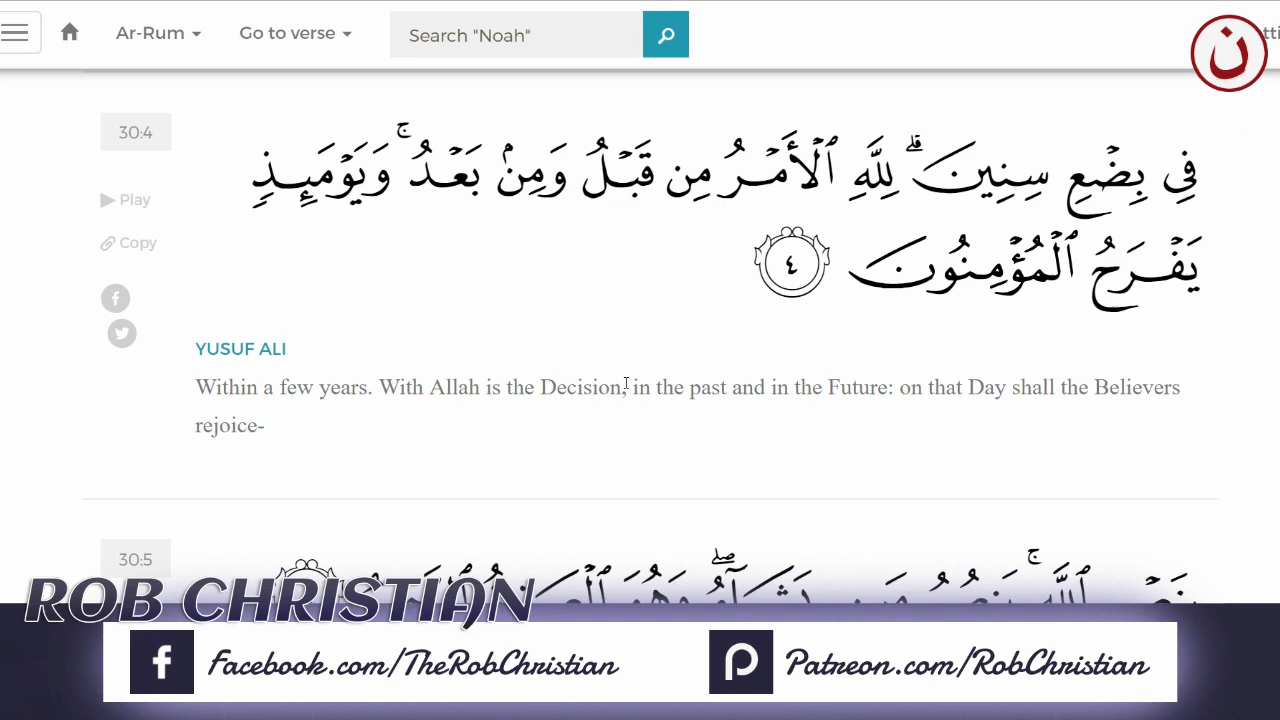 Ar-Rum
Go to verse
Search "Noah"
ن
30:4
فِى بِضْعِ سِنِينَ ۗ لِلَّهِ ٱلْأَمْرُ مِن قَبْلُ وَمِنۢ بَعْدُ ۚ وَيَوْمَئِذٍ
يَفْرَحُ ٱلْمُؤْمِنُونَ ٤
Play
Copy
YUSUF ALI
Within a few years. With Allah is the Decision, in the past and in the Future: on that Day shall the Believers
rejoice-
30:5
ROB CHRISTIAN
Facebook.com/TheRobChristian
Patreon.com/RobChristian